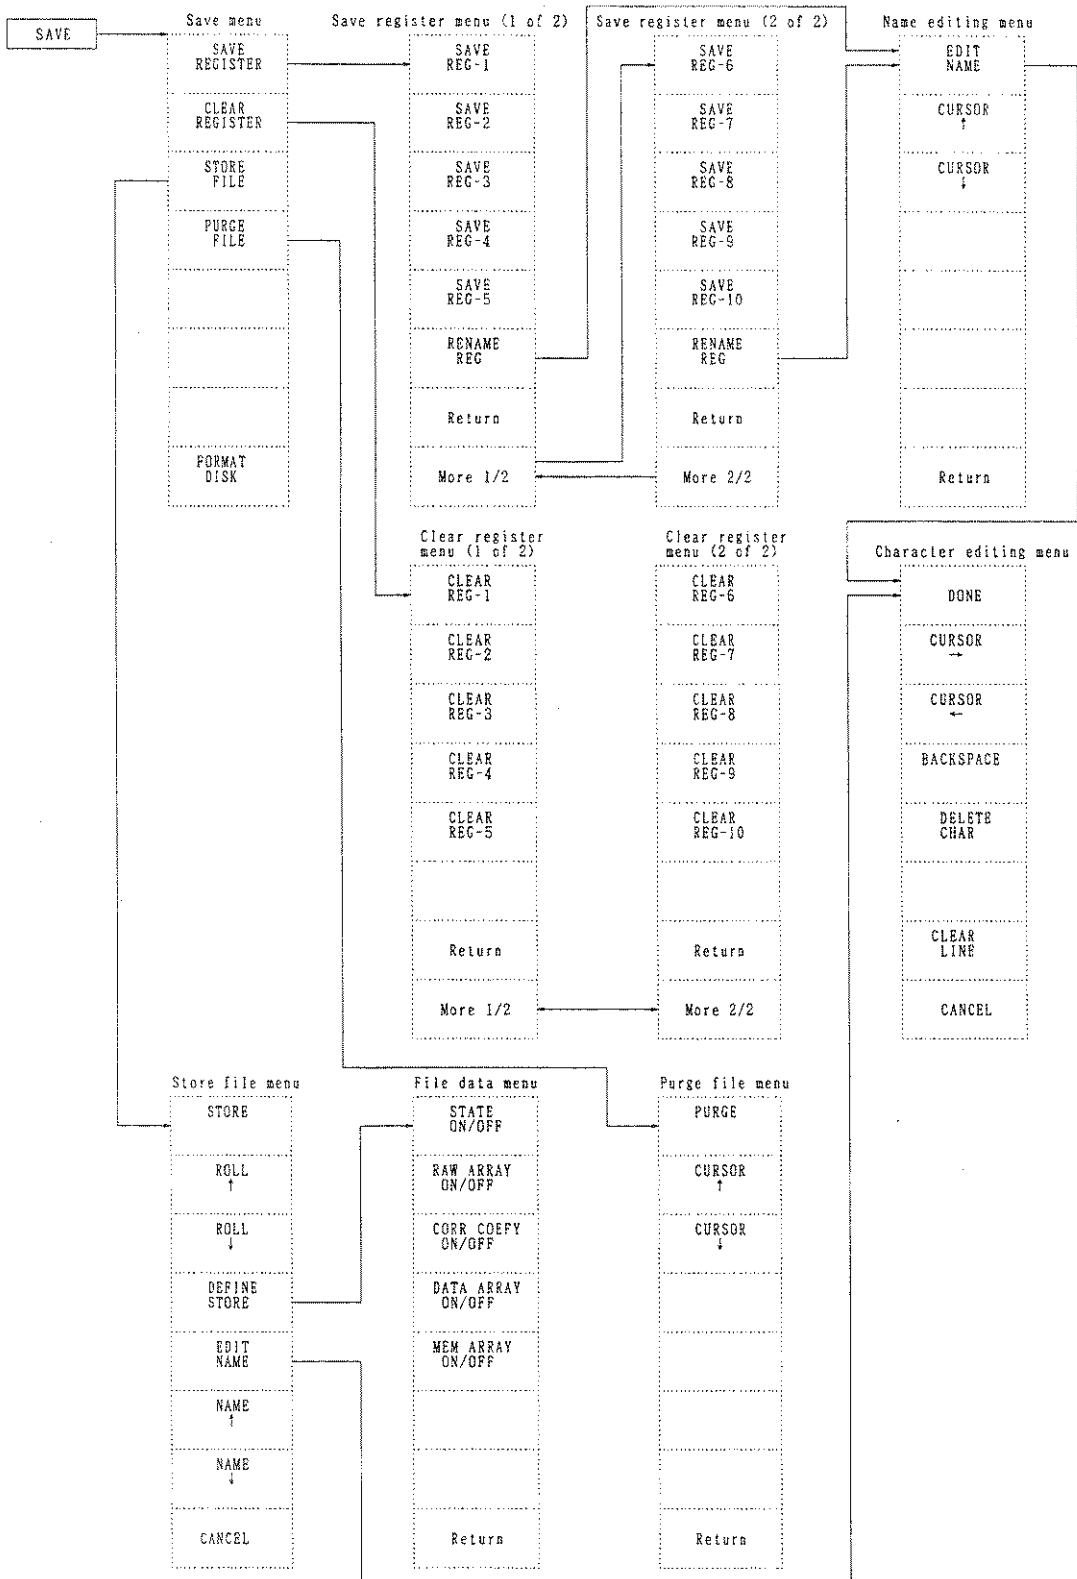 SAVE
Save menu
SAVE
REGISTER
CLEAR
REGISTER
STORE
FILE
PURGE
FILE
FORMAT
DISK
Save register menu (1 of 2)
SAVE
REG-1
SAVE
REG-2
SAVE
REG-3
SAVE
REG-4
SAVE
REG-5
RENAME
REG
Return
More 1/2
Save register menu (2 of 2)
SAVE
REG-6
SAVE
REG-7
SAVE
REG-8
SAVE
REG-9
SAVE
REG-10
RENAME
REG
Return
More 2/2
Name editing menu
EDIT
NAME
CURSOR
↑
CURSOR
↓
Return
Clear register
menu (1 of 2)
CLEAR
REG-1
CLEAR
REG-2
CLEAR
REG-3
CLEAR
REG-4
CLEAR
REG-5
Return
More 1/2
Clear register
menu (2 of 2)
CLEAR
REG-6
CLEAR
REG-7
CLEAR
REG-8
CLEAR
REG-9
CLEAR
REG-10
Return
More 2/2
Character editing menu
DONE
CURSOR
→
CURSOR
←
BACKSPACE
DELETE
CHAR
CLEAR
LINE
CANCEL
Store file menu
STORE
ROLL
↑
ROLL
↓
DEFINE
STORE
EDIT
NAME
NAME
↑
NAME
↓
CANCEL
File data menu
STATE
ON/OFF
RAW ARRAY
ON/OFF
CORR COEFY
ON/OFF
DATA ARRAY
ON/OFF
MEM ARRAY
ON/OFF
Return
Purge file menu
PURGE
CURSOR
↑
CURSOR
↓
Return